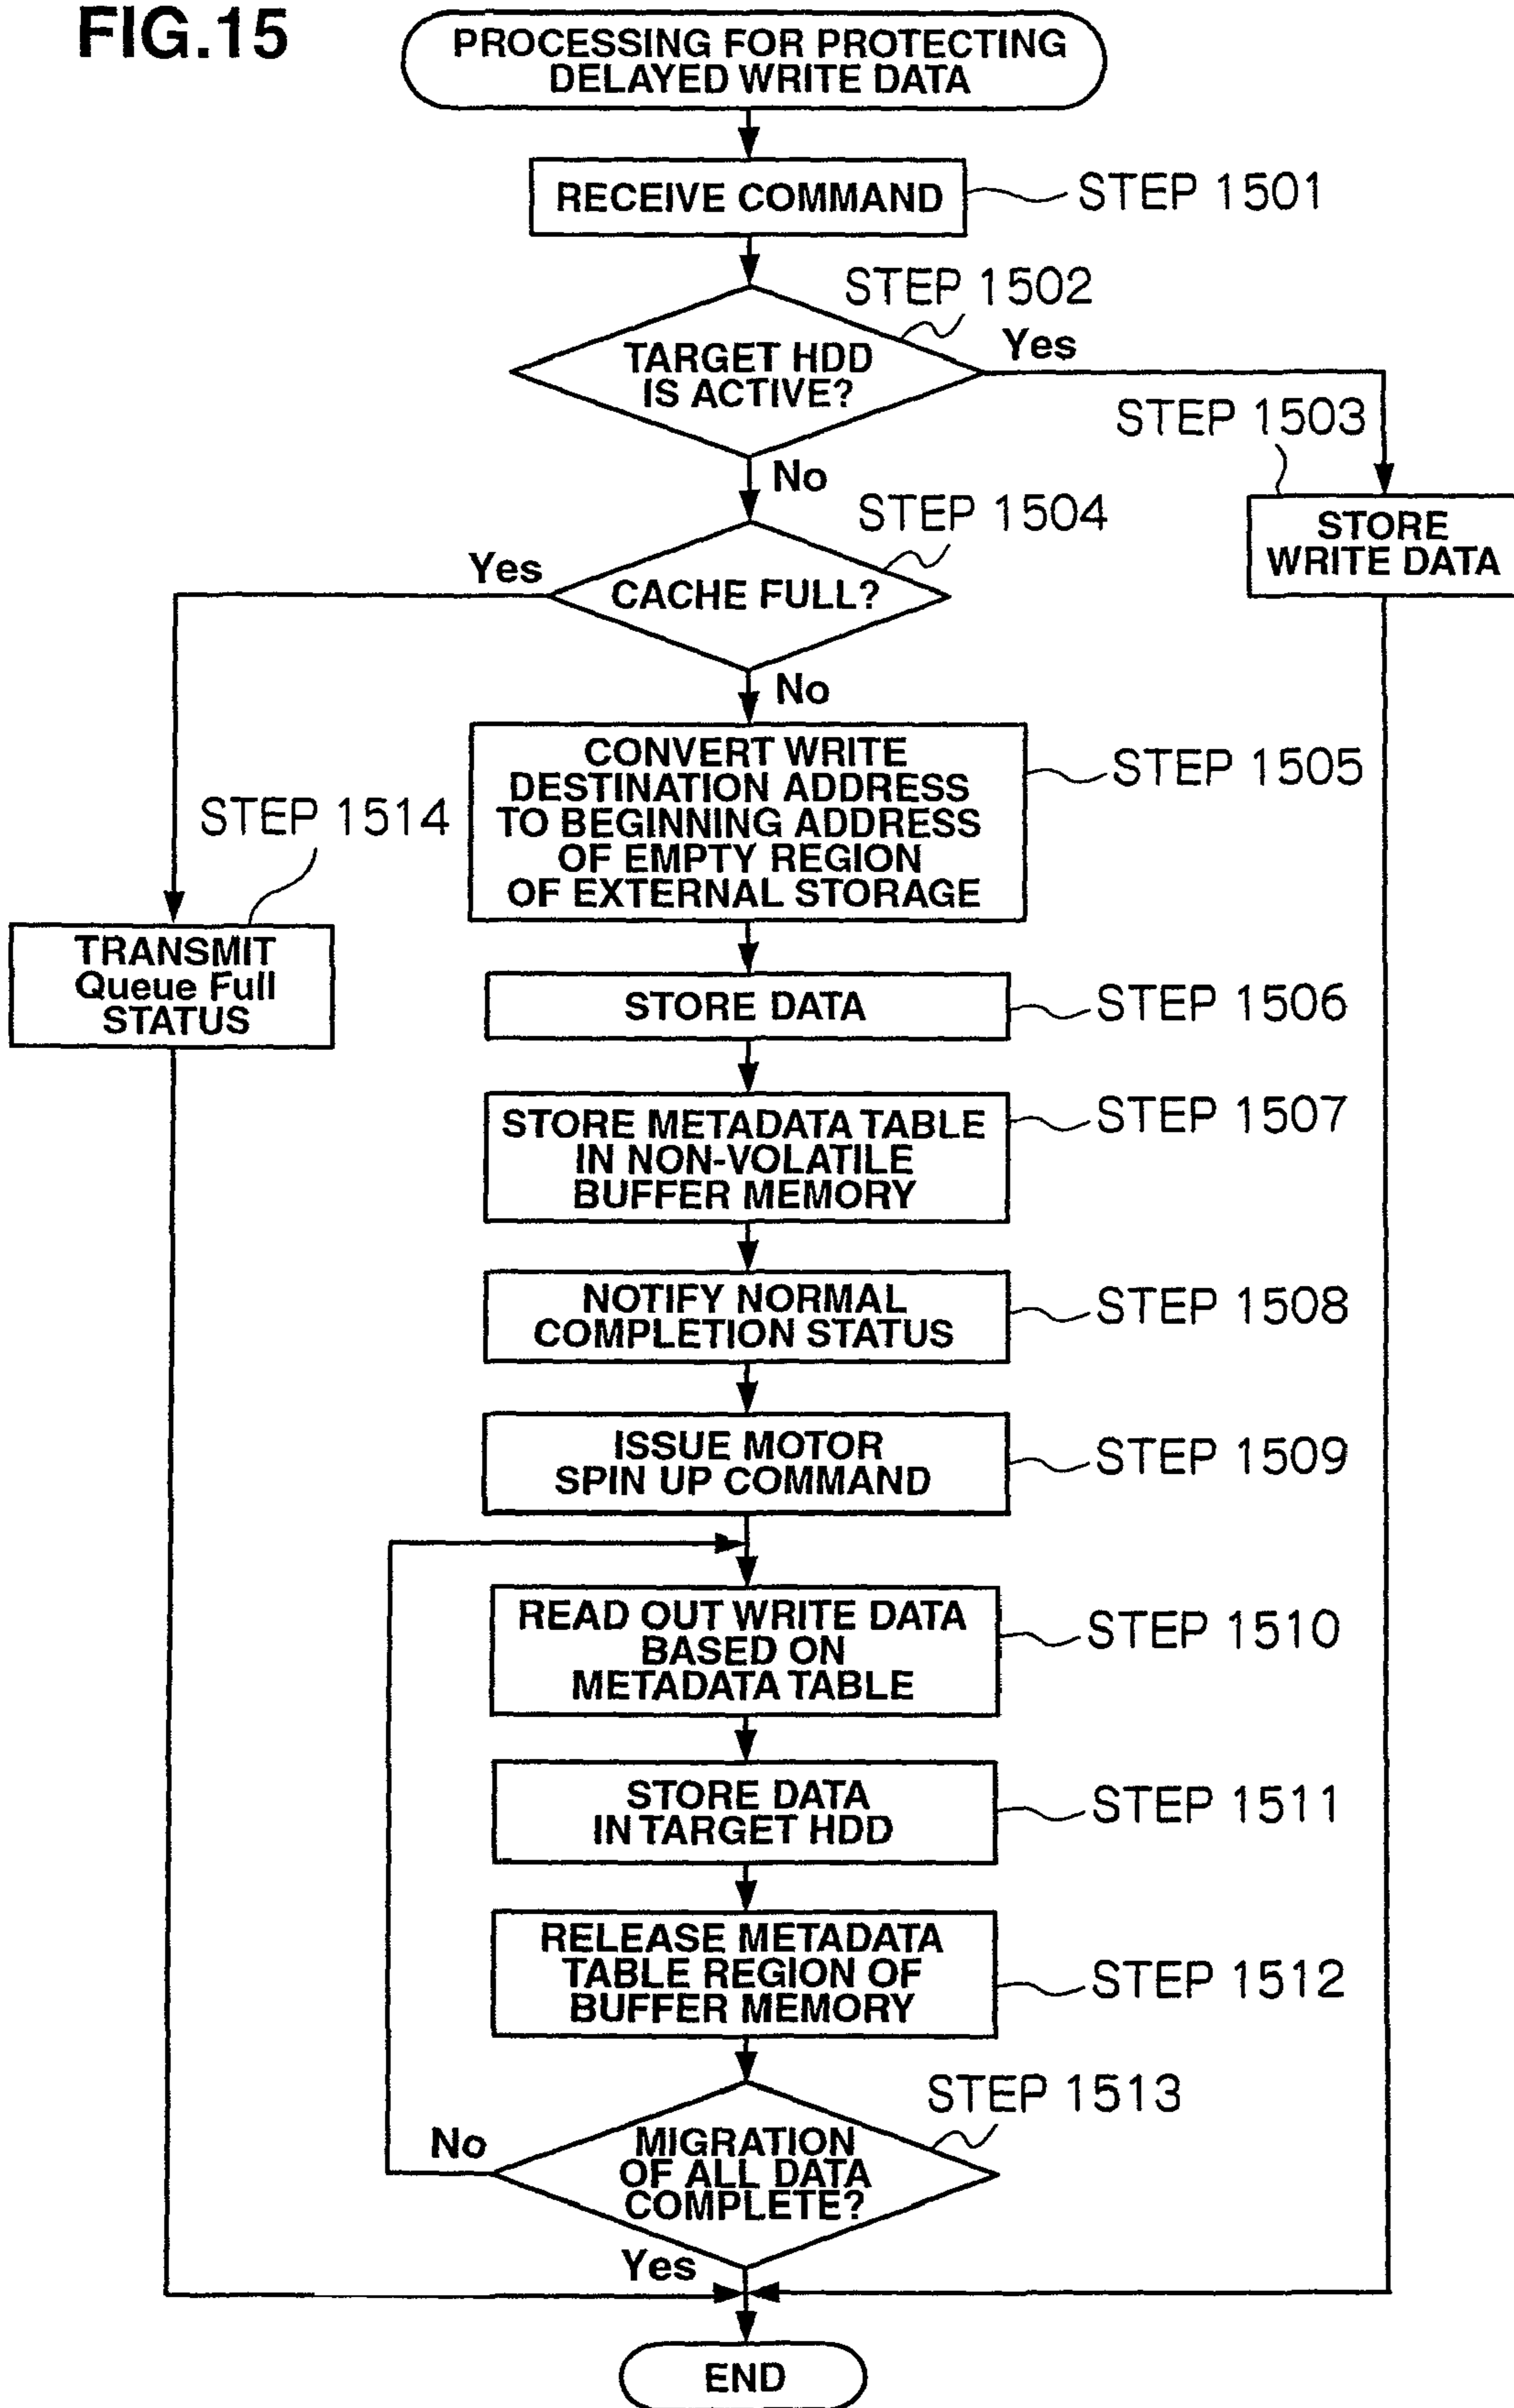 FIG.15
PROCESSING FOR PROTECTING
DELAYED WRITE DATA
RECEIVE COMMAND
STEP 1501
STEP 1502
TARGET HDD
IS ACTIVE?
Yes
No
STEP 1503
STORE
WRITE DATA
STEP 1504
CACHE FULL?
Yes
No
CONVERT WRITE
DESTINATION ADDRESS
TO BEGINNING ADDRESS
OF EMPTY REGION
OF EXTERNAL STORAGE
STEP 1505
STEP 1514
TRANSMIT
Queue Full
STATUS
STORE DATA
STEP 1506
STORE METADATA TABLE
IN NON-VOLATILE
BUFFER MEMORY
STEP 1507
NOTIFY NORMAL
COMPLETION STATUS
STEP 1508
ISSUE MOTOR
SPIN UP COMMAND
STEP 1509
READ OUT WRITE DATA
BASED ON
METADATA TABLE
STEP 1510
STORE DATA
IN TARGET HDD
STEP 1511
RELEASE METADATA
TABLE REGION OF
BUFFER MEMORY
STEP 1512
STEP 1513
MIGRATION
OF ALL DATA
COMPLETE?
No
Yes
END